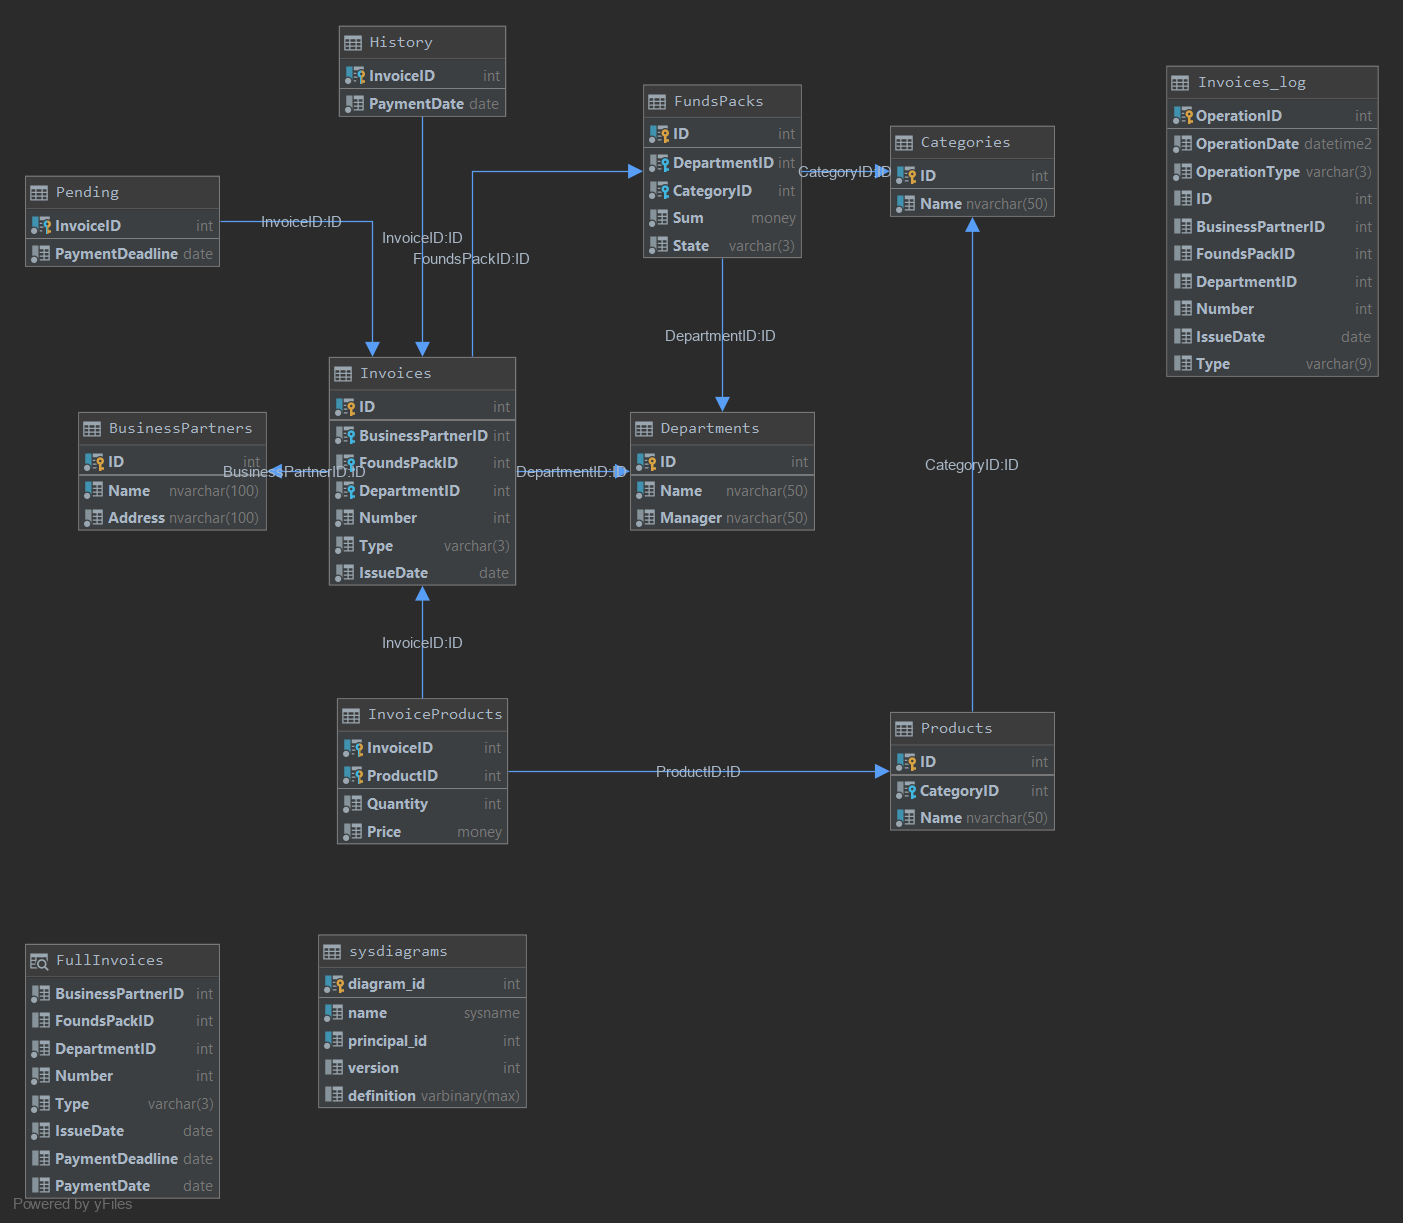 History
InvoiceID int
PaymentDate date
Pending
InvoiceID int
PaymentDeadline date
FundsPacks
ID int
DepartmentID int
CategoryID int
Sum money
State varchar(3)
Categories
ID int
Name nvarchar(50)
Invoices_log
OperationID int
OperationDate datetime2
OperationType varchar(3)
ID int
BusinessPartnerID int
FoundsPackID int
DepartmentID int
Number int
IssueDate date
Type varchar(9)
InvoiceID:ID
InvoiceID:ID
FoundsPackID:ID
CategoryID:ID
DepartmentID:ID
BusinessPartners
ID int
Name nvarchar(100)
Address nvarchar(100)
BusinessPartnerID:ID
Invoices
ID int
BusinessPartnerID int
FoundsPackID int
DepartmentID int
Number int
Type varchar(3)
IssueDate date
DepartmentID:ID
Departments
ID int
Name nvarchar(50)
Manager nvarchar(50)
CategoryID:ID
InvoiceID:ID
InvoiceProducts
InvoiceID int
ProductID int
Quantity int
Price money
ProductID:ID
Products
ID int
CategoryID int
Name nvarchar(50)
FullInvoices
BusinessPartnerID int
FoundsPackID int
DepartmentID int
Number int
Type varchar(3)
IssueDate date
PaymentDeadline date
PaymentDate date
sysdiagrams
diagram_id int
name sysname
principal_id int
version int
definition varbinary(max)
Powered by yFiles